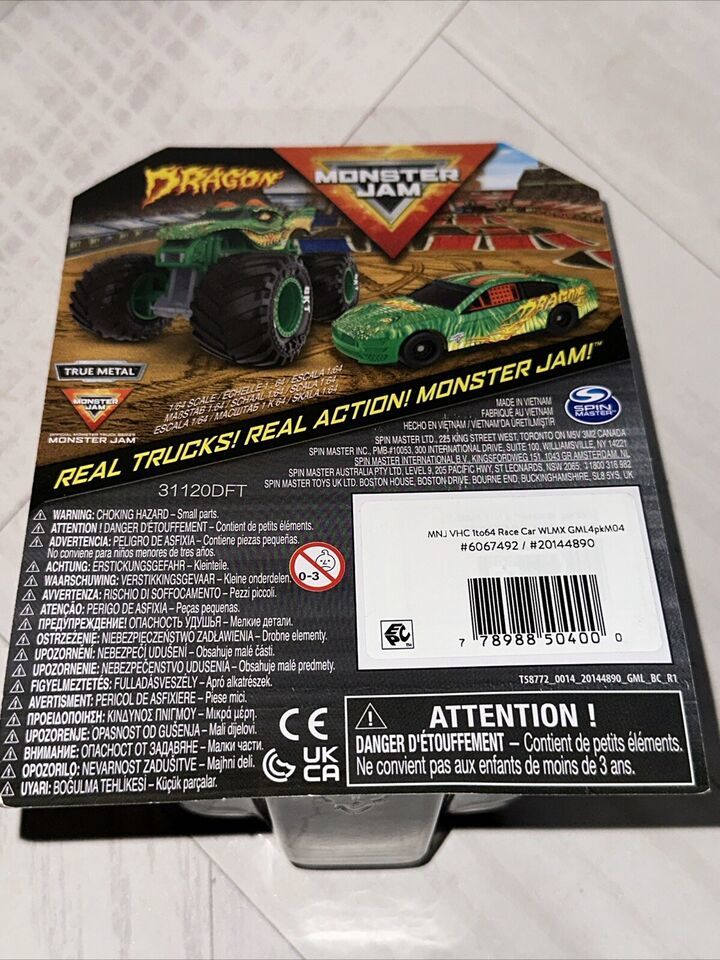 DRAGON
MONSTER
JAM
BKT
DRAGON
TRUE METAL
MONSTER
JAM
OFFICIAL MONSTER TRUCK SERIES
MONSTER JAM
1/64 SCALE / ÉCHELLE 1 : 64 / ESCALA 1/64
MAẞSTAB 1:64 / SCHAAL 1:64 / SCALA 1:64
ESCALA 1/64 / МАСШТАБ 1 К 64 / SKALA 1:64
REAL TRUCKS! REAL ACTION! MONSTER JAM!™
MADE IN VIETNAM
FABRIQUÉ AU VIETNAM
HECHO EN VIETNAM / VIETNAM'DA ÜRETİLMİŞTİR
SPIN
MASTER
SPIN MASTER LTD., 225 KING STREET WEST, TORONTO ON M5V 3M2 CANADA
SPIN MASTER INC., PMB #10053, 300 INTERNATIONAL DRIVE, SUITE 100, WILLIAMSVILLE, NY 14221
SPIN MASTER INTERNATIONAL B.V., KINGSFORDWEG 151, 1043 GR AMSTERDAM, NL
SPIN MASTER AUSTRALIA PTY LTD, LEVEL 9, 205 PACIFIC HWY, ST LEONARDS, NSW 2065, 1800 316 982
SPIN MASTER TOYS UK LTD, BOSTON HOUSE, BOSTON DRIVE, BOURNE END, BUCKINGHAMSHIRE, SL8 5YS, UK
31120DFT
WARNING: CHOKING HAZARD – Small parts.
ATTENTION ! DANGER D'ÉTOUFFEMENT – Contient de petits éléments.
ADVERTENCIA: PELIGRO DE ASFIXIA – Contiene piezas pequeñas.
No conviene para niños menores de tres años.
ACHTUNG: ERSTICKUNGSGEFAHR – Kleinteile.
WAARSCHUWING: VERSTIKKINGSGEVAAR – Kleine onderdelen.
AVVERTENZA: RISCHIO DI SOFFOCAMENTO – Pezzi piccoli.
ATENÇÃO: PERIGO DE ASFIXIA – Peças pequenas.
ПРЕДУПРЕЖДЕНИЕ! ОПАСНОСТЬ УДУШЬЯ – Мелкие детали.
OSTRZEŻENIE: NIEBEZPIECZEŃSTWO ZADŁAWIENIA – Drobne elementy.
UPOZORNĚNÍ: NEBEZPEČÍ UDUŠENÍ – Obsahuje malé části.
UPOZORNENIE: NEBEZPEČENSTVO UDUSENIA – Obsahuje malé predmety.
FIGYELMEZTETÉS: FULLADÁSVESZÉLY – Apró alkatrészek.
AVERTISMENT: PERICOL DE ASFIXIERE – Piese mici.
ΠΡΟΕΙΔΟΠΟΙΗΣΗ: ΚΙΝΔΥΝΟΣ ΠΝΙΓΜΟΥ – Μικρά μέρη.
UPOZORENJE: OPASNOST OD GUŠENJA – Mali dijelovi.
ВНИМАНИЕ: ОПАСНОСТ ОТ ЗАДАВЯНЕ – Малки части.
OPOZORILO: NEVARNOST ZADUŠITVE – Majhni deli.
UYARI: BOĞULMA TEHLİKESİ – Küçük parçalar.
0-3
MNJ VHC 1to64 Race Car WLMX GML4pkM04
#6067492 / #20144890
7 78988 50400 0
T58772_0014_20144890_GML_BC_R1
CE
UK
CA
ATTENTION !
DANGER D'ÉTOUFFEMENT – Contient de petits éléments.
Ne convient pas aux enfants de moins de 3 ans.